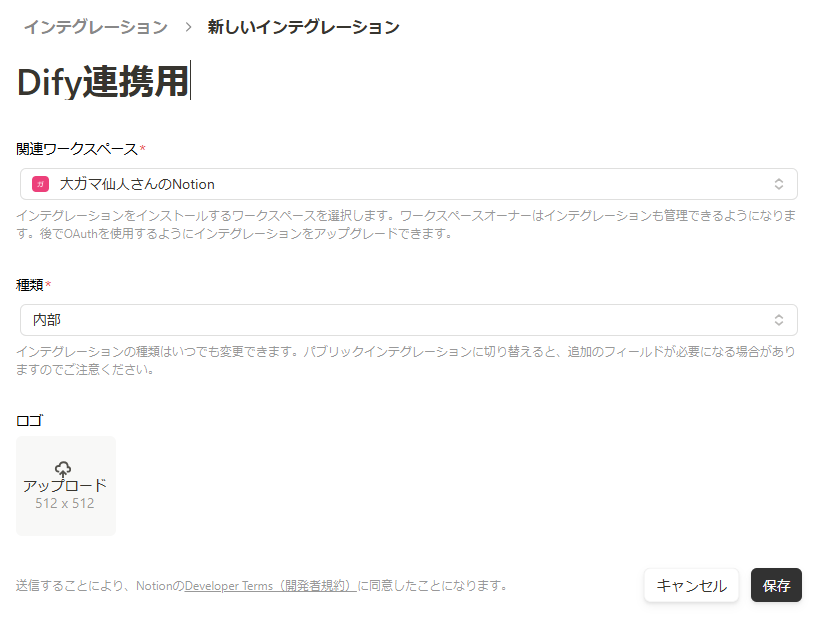 インテグレーション > 新しいインテグレーション
Dify連携用
関連ワークスペース*
ガ 大ガマ仙人さんのNotion
インテグレーションをインストールするワークスペースを選択します。ワークスペースオーナーはインテグレーションも管理できるようになりま
す。後でOAuthを使用するようにインテグレーションをアップグレードできます。
種類*
内部
インテグレーションの種類はいつでも変更できます。パブリックインテグレーションに切り替えると、追加のフィールドが必要になる場合があり
ますのでご注意ください。
ロゴ
アップロード
512 x 512
送信することにより、NotionのDeveloper Terms（開発者規約）に同意したことになります。
キャンセル 保存